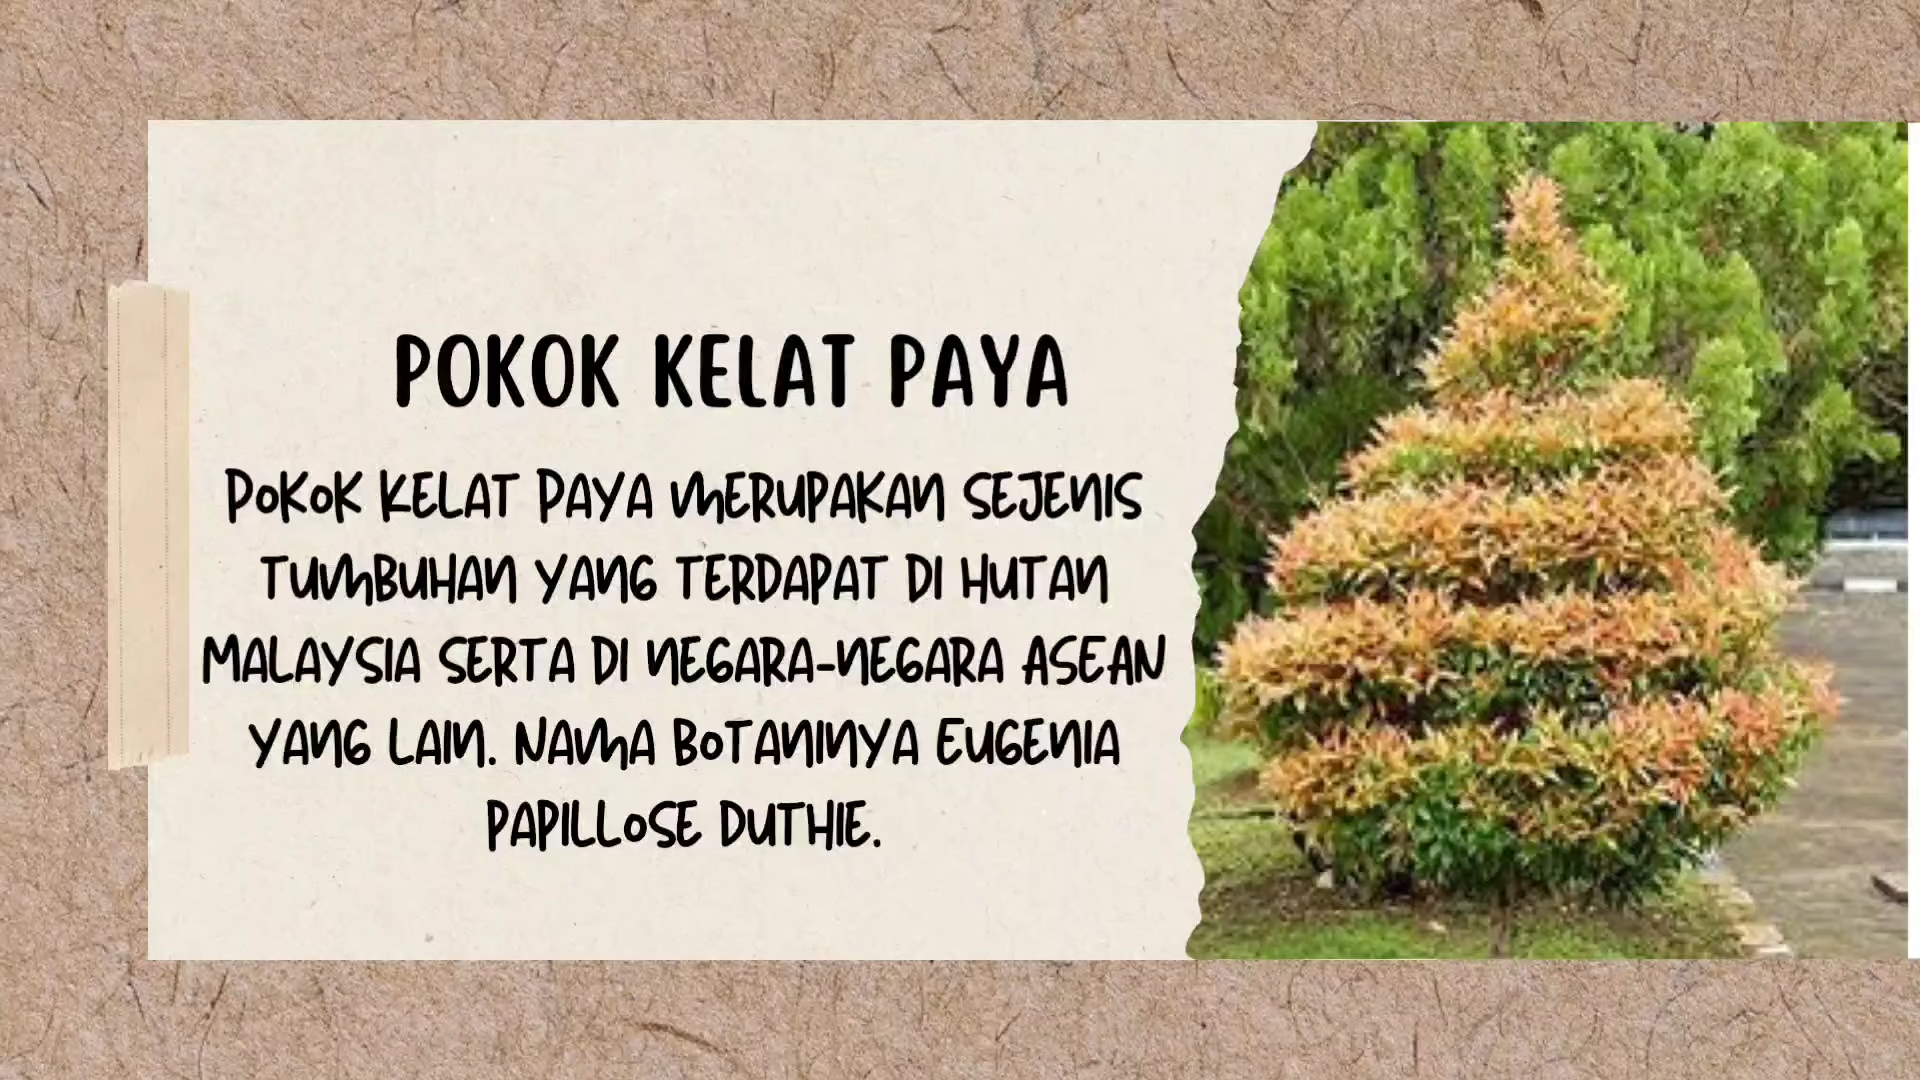 POKOK KELAT PAYA
POKOK KELAT PAYA MERUPAKAN SEJENIS
TUMBUHAN YANG TERDAPAT DI HUTAN
MALAYSIA SERTA DI NEGARA-NEGARA ASEAN
YANG LAIN. NAMA BOTANINYA EUGENIA
PAPILLOSE DUTHIE.